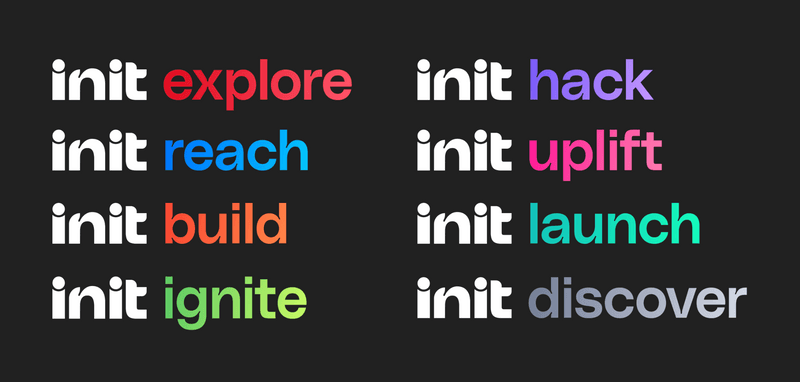 init explore
init reach
init build
init ignite
init hack
init uplift
init launch
init discover